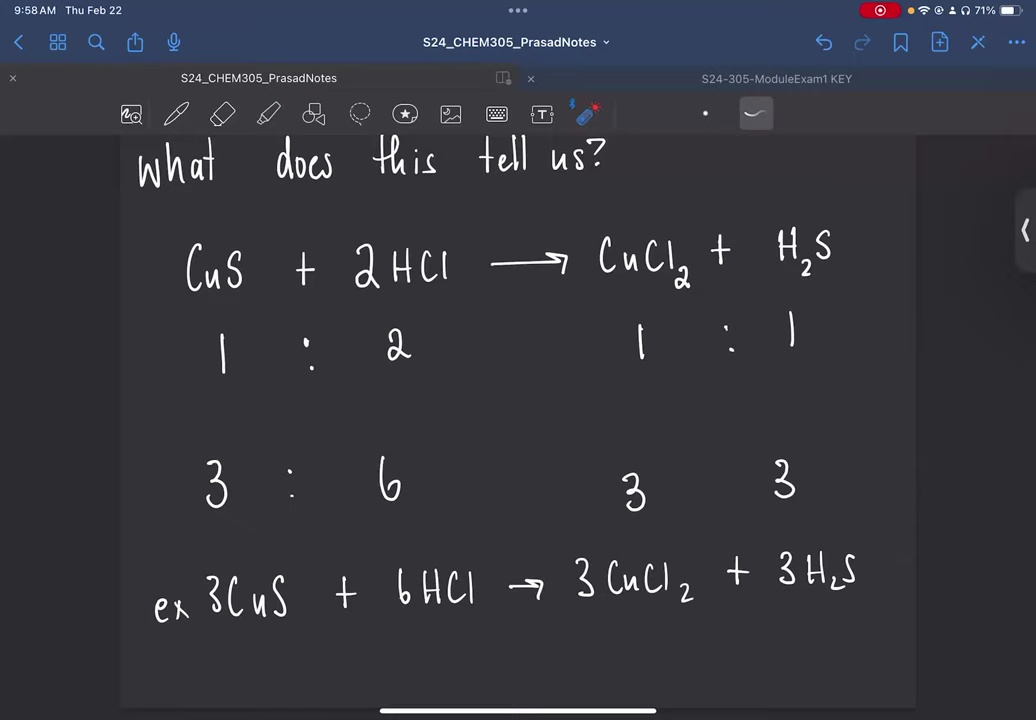 9:58 AM Thu Feb 22 71%
S24_CHEM305_PrasadNotes
S24_CHEM305_PrasadNotes S24-305-ModuleExam1 KEY
What does this tell us?
CuS + 2HCl → CuCl₂ + H₂S
1 : 2 1 : 1
3 : 6 3 3
ex 3CuS + 6HCl → 3CuCl₂ + 3H₂S